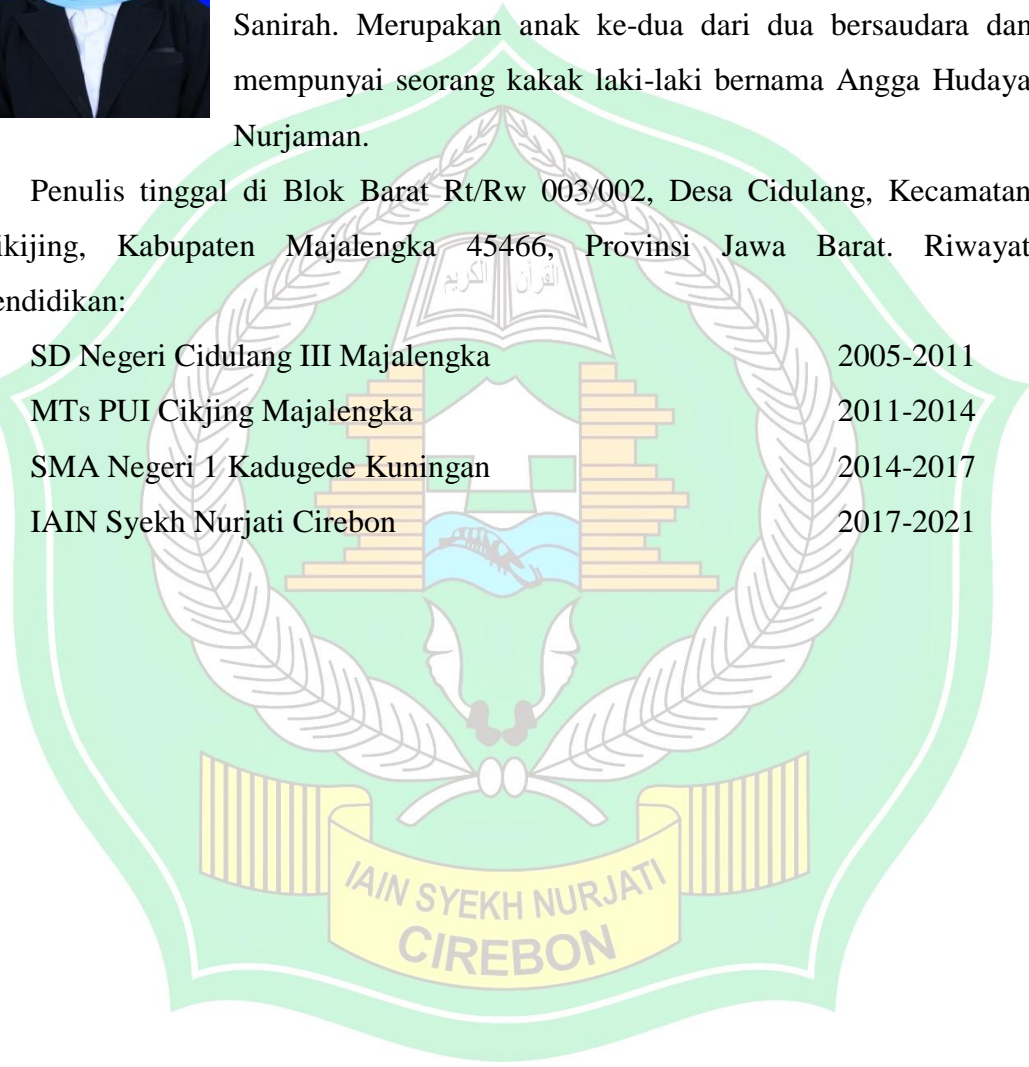 Sanirah. Merupakan anak ke-dua dari dua bersaudara dan
mempunyai seorang kakak laki-laki bernama Angga Hudaya
Nurjaman.
Penulis tinggal di Blok Barat Rt/Rw 003/002, Desa Cidulang, Kecamatan
ikijing, Kabupaten Majalengka 45466, Provinsi Jawa Barat. Riwayat
endidikan:
القرآن الكريم
SD Negeri Cidulang III Majalengka 2005-2011
MTs PUI Cikjing Majalengka 2011-2014
SMA Negeri 1 Kadugede Kuningan 2014-2017
IAIN Syekh Nurjati Cirebon 2017-2021
IAIN SYEKH NURJATI
CIREBON